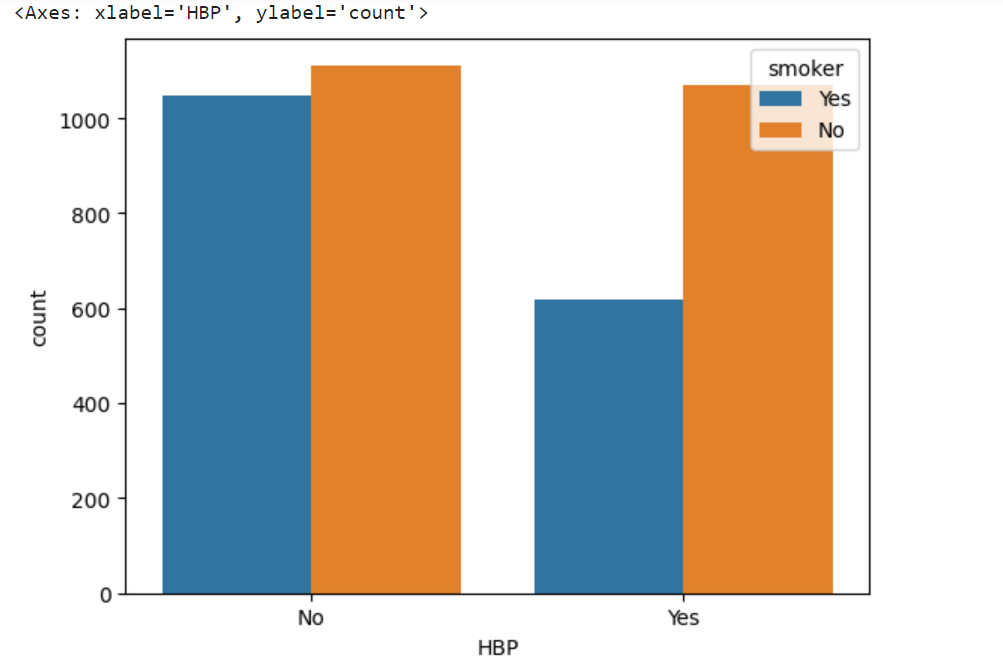 <Axes: xlabel='HBP', ylabel='count'>
smoker
Yes
No
1000
800
600
400
200
0
count
No Yes
HBP